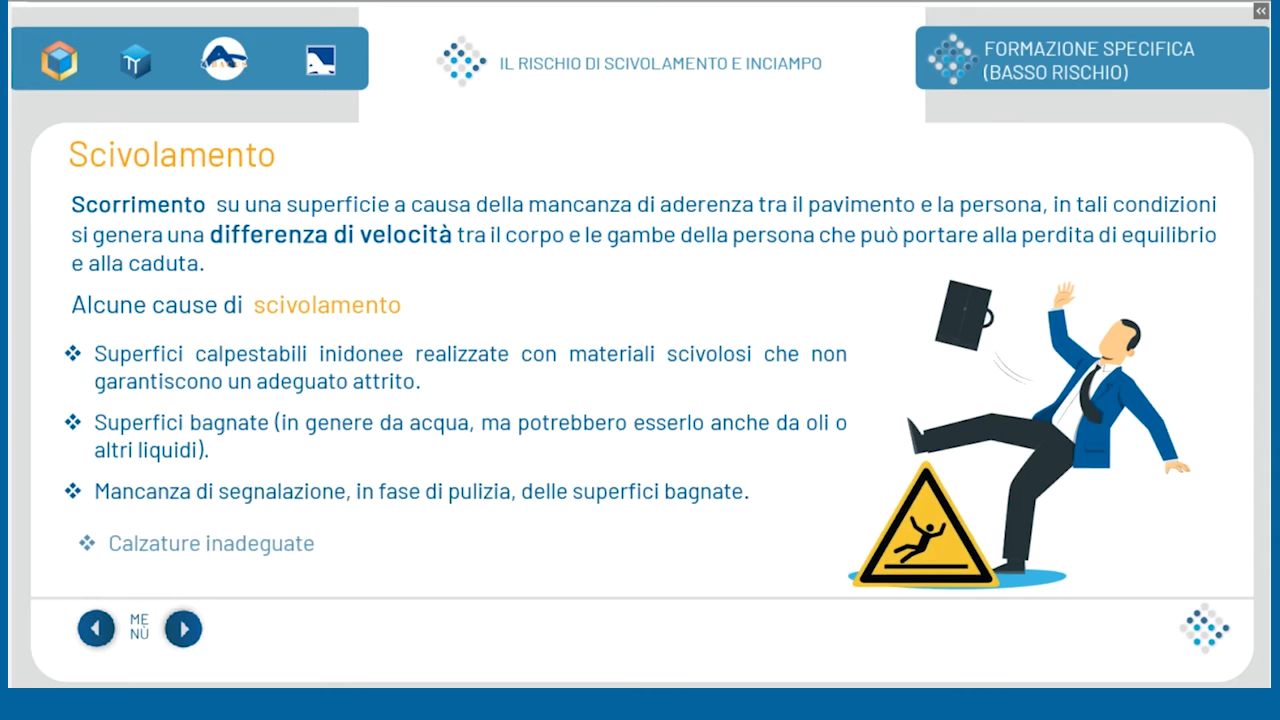 IL RISCHIO DI SCIVOLAMENTO E INCIAMPO
FORMAZIONE SPECIFICA
(BASSO RISCHIO)
Scivolamento
Scorrimento su una superficie a causa della mancanza di aderenza tra il pavimento e la persona, in tali condizioni
si genera una differenza di velocità tra il corpo e le gambe della persona che può portare alla perdita di equilibrio
e alla caduta.
Alcune cause di scivolamento
❖ Superfici calpestabili inidonee realizzate con materiali scivolosi che non
garantiscono un adeguato attrito.
❖ Superfici bagnate (in genere da acqua, ma potrebbero esserlo anche da oli o
altri liquidi).
❖ Mancanza di segnalazione, in fase di pulizia, delle superfici bagnate.
❖ Calzature inadeguate
ME
NÙ